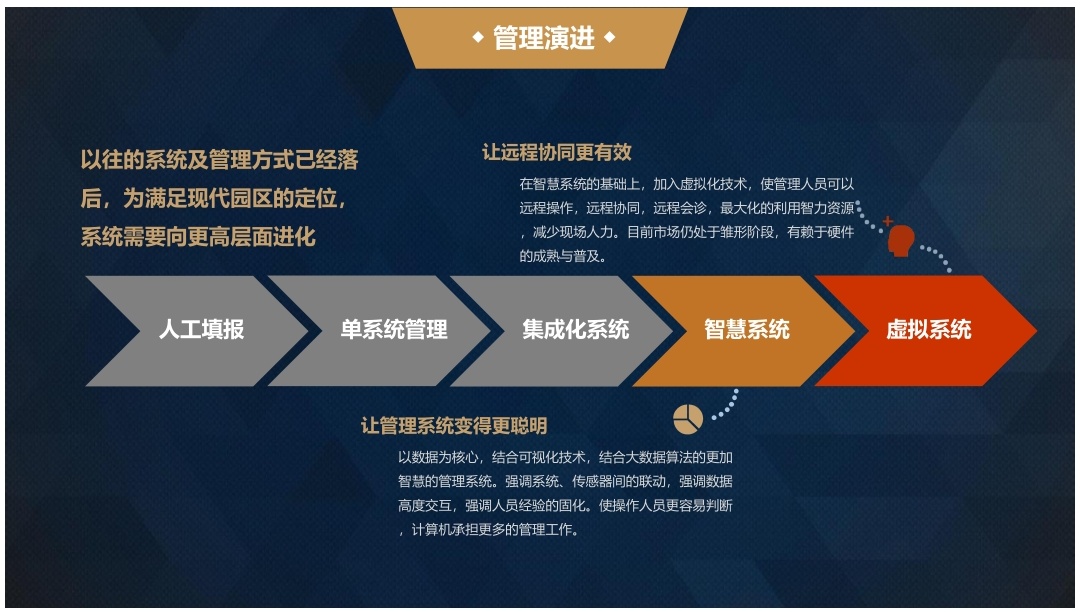 管理演进
以往的系统及管理方式已经落
后，为满足现代园区的定位，
系统需要向更高层面进化
让远程协同更有效
在智慧系统的基础上，加入虚拟化技术，使管理人员可以
远程操作，远程协同，远程会诊，最大化的利用智力资源
，减少现场人力。目前市场仍处于雏形阶段，有赖于硬件
的成熟与普及。
人工填报
单系统管理
集成化系统
智慧系统
虚拟系统
让管理系统变得更聪明
以数据为核心，结合可视化技术，结合大数据算法的更加
智慧的管理系统。强调系统、传感器间的联动，强调数据
高度交互，强调人员经验的固化。使操作人员更容易判断
，计算机承担更多的管理工作。